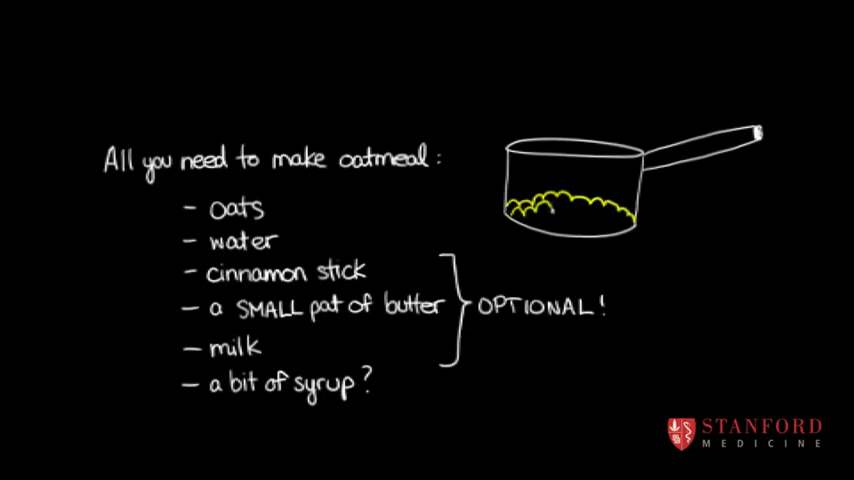 All you need to make oatmeal:
- oats
- water
- cinnamon stick
- a SMALL pat of butter
OPTIONAL!
- milk
- a bit of syrup?
STANFORD
MEDICINE